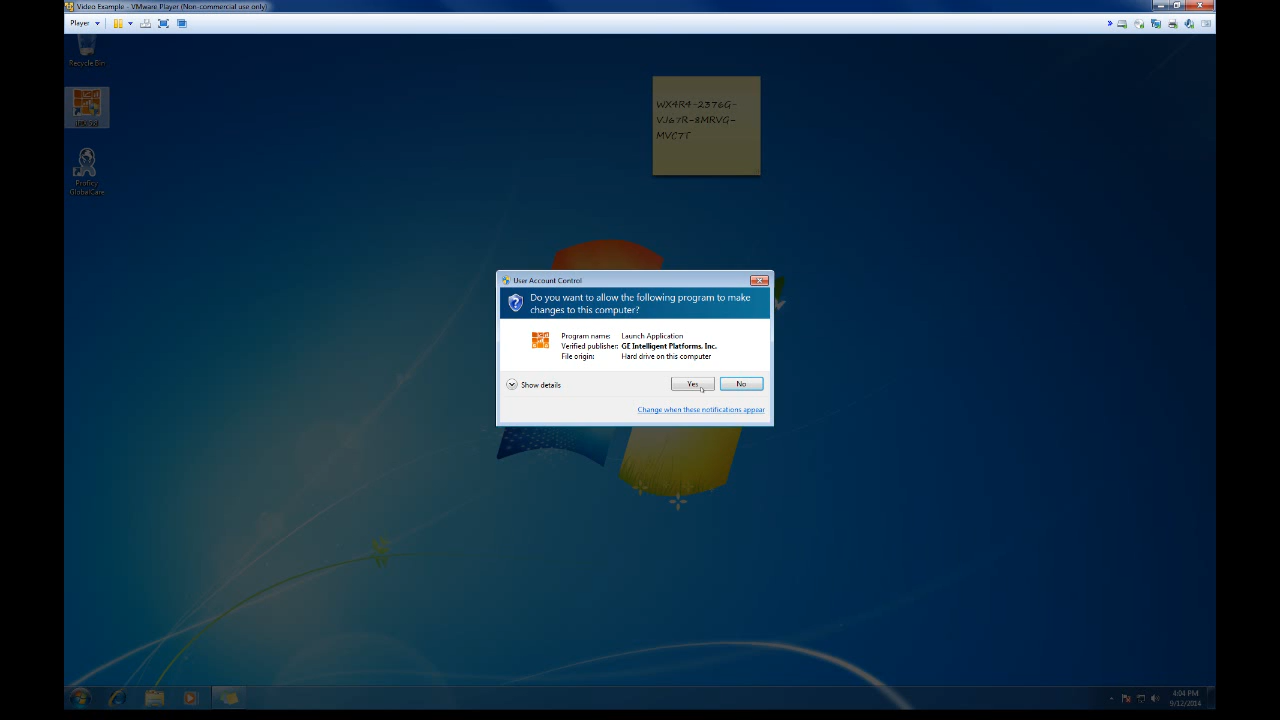 Video Example - VMware Player (Non-commercial use only)
Player
Recycle Bin
Proficy
GlobalCare
WX4R4-2376G-
VJ67R-8MRVG-
MVCTT
User Account Control
Do you want to allow the following program to make
changes to this computer?
Program name: Launch Application
Verified publisher: GE Intelligent Platforms, Inc.
File origin: Hard drive on this computer
Show details
Yes
No
Change when these notifications appear
4:04 PM
9/12/2014